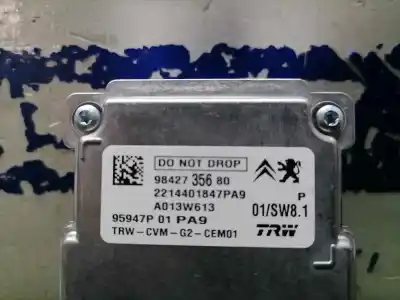 DO NOT DROP
98427 356 80
2214401847PA9
A013W613
95947P 01 PA9
TRW-CVM-G2-CEM01
P
01/SW8.1
TRW